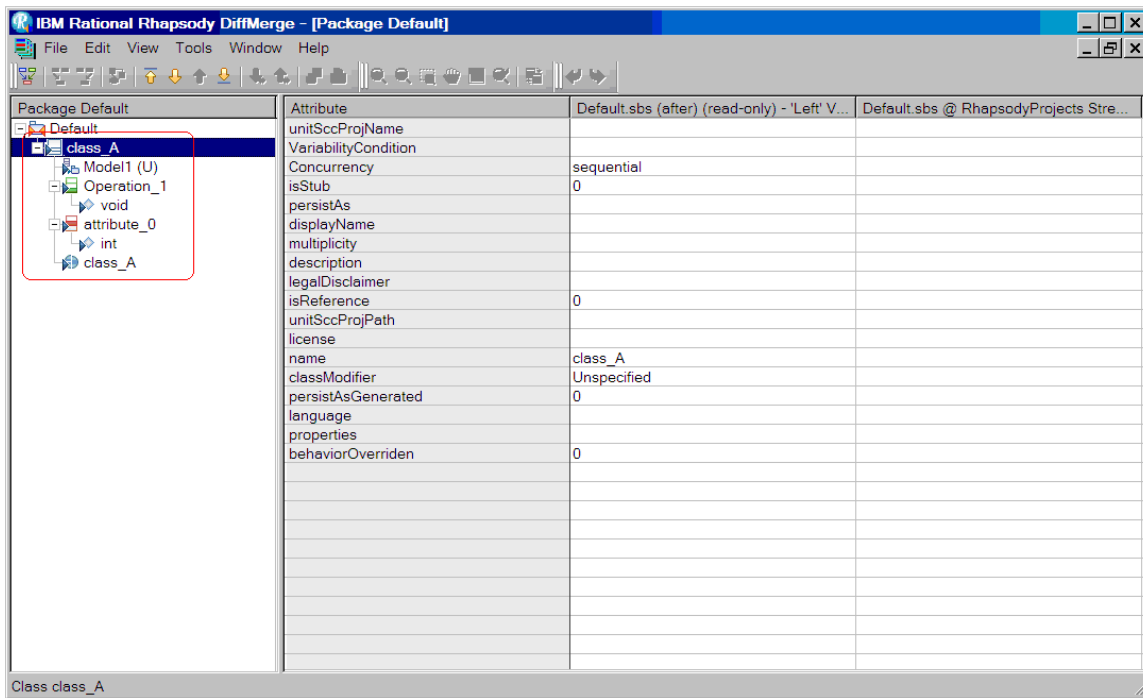 IBM Rational Rhapsody DiffMerge - [Package Default]
File Edit View Tools Window Help
Package Default
Default
class_A
Model1 (U)
Operation_1
void
attribute_0
int
class_A
Attribute Default.sbs (after) (read-only) - 'Left' V... Default.sbs @ RhapsodyProjects Stre...
unitSccProjName
VariabilityCondition
Concurrency sequential
isStub 0
persistAs
displayName
multiplicity
description
legalDisclaimer
isReference 0
unitSccProjPath
license
name class_A
classModifier Unspecified
persistAsGenerated 0
language
properties
behaviorOverriden 0
Class class_A